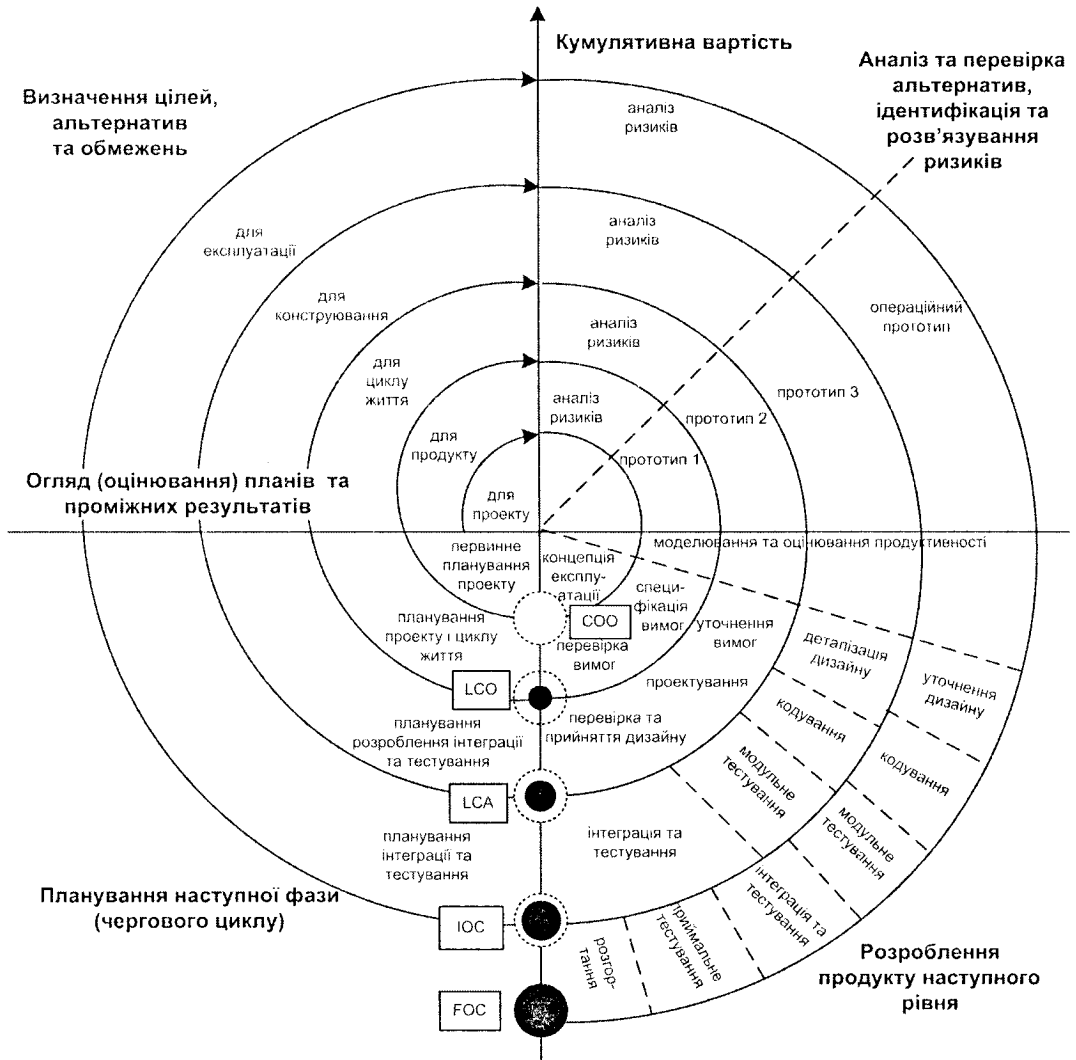 Кумулятивна вартість
Визначення цілей,
альтернатив
та обмежень
Аналіз та перевірка
альтернатив,
ідентифікація та
розв'язування
ризиків
аналіз
ризиків
для
експлуатації
аналіз
ризиків
для
конструювання
аналіз
ризиків
операційний
прототип
для
циклу
життя
аналіз
ризиків
прототип 3
прототип 2
для
продукту
прототип 1
Огляд (оцінювання) планів та
проміжних результатів
для
проекту
моделювання та оцінювання продуктивності
первинне
планування
проекту
концепція
експлу-
атації
специ-
фікація
вимог
COO
уточнення
вимог
планування
проекту і циклу
життя
перевірка
вимог
деталізація
дизайну
уточнення
дизайну
LCO
проектування
кодування
кодування
планування
розроблення інтеграції
та тестування
перевірка та
прийняття дизайну
модульне
тестування
модульне
тестування
LCA
планування
інтеграції та
тестування
інтеграція та
тестування
інтеграція та
тестування
Планування наступної фази
(чергового циклу)
IOC
приймальне
тестування
розгор-
тання
Розроблення
продукту наступного
рівня
FOC